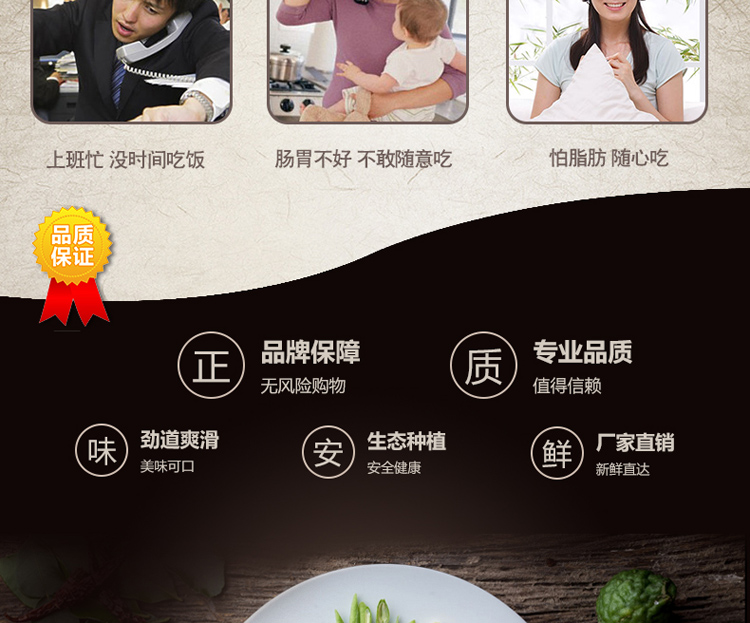 上班忙 没时间吃饭
肠胃不好 不敢随意吃
怕脂肪 随心吃
品质
保证
正
品牌保障
无风险购物
质
专业品质
值得信赖
味
劲道爽滑
美味可口
安
生态种植
安全健康
鲜
厂家直销
新鲜直达